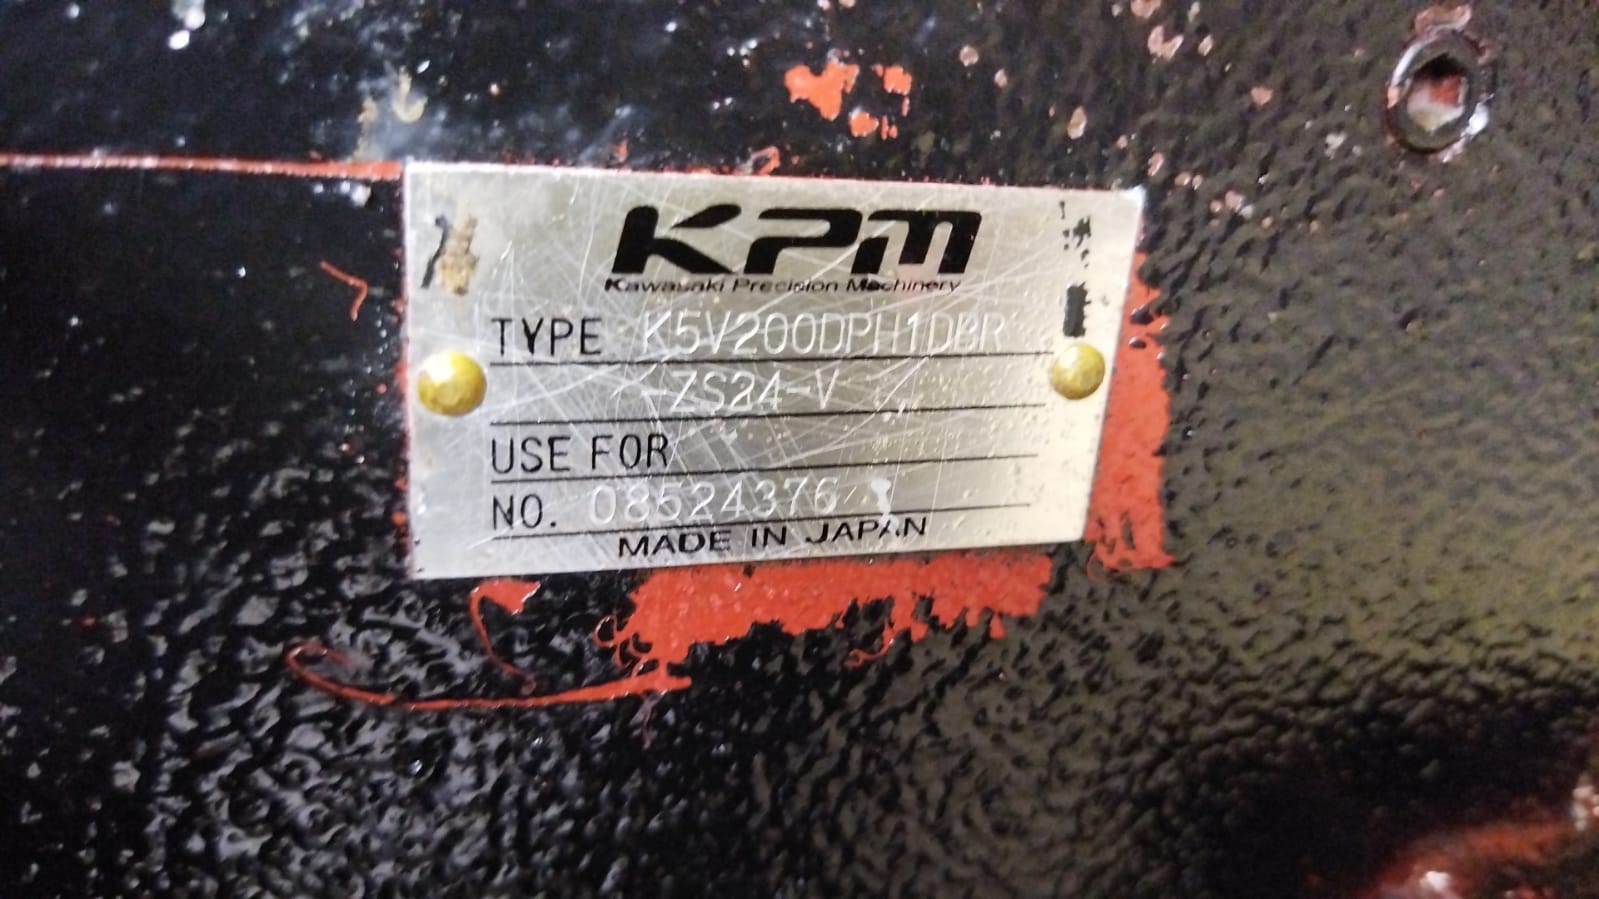 KPM
Kawasaki Precision Machinery
TYPE K5V200DPH1DBR
-ZS24-V
USE FOR
NO. 08524376
MADE IN JAPAN